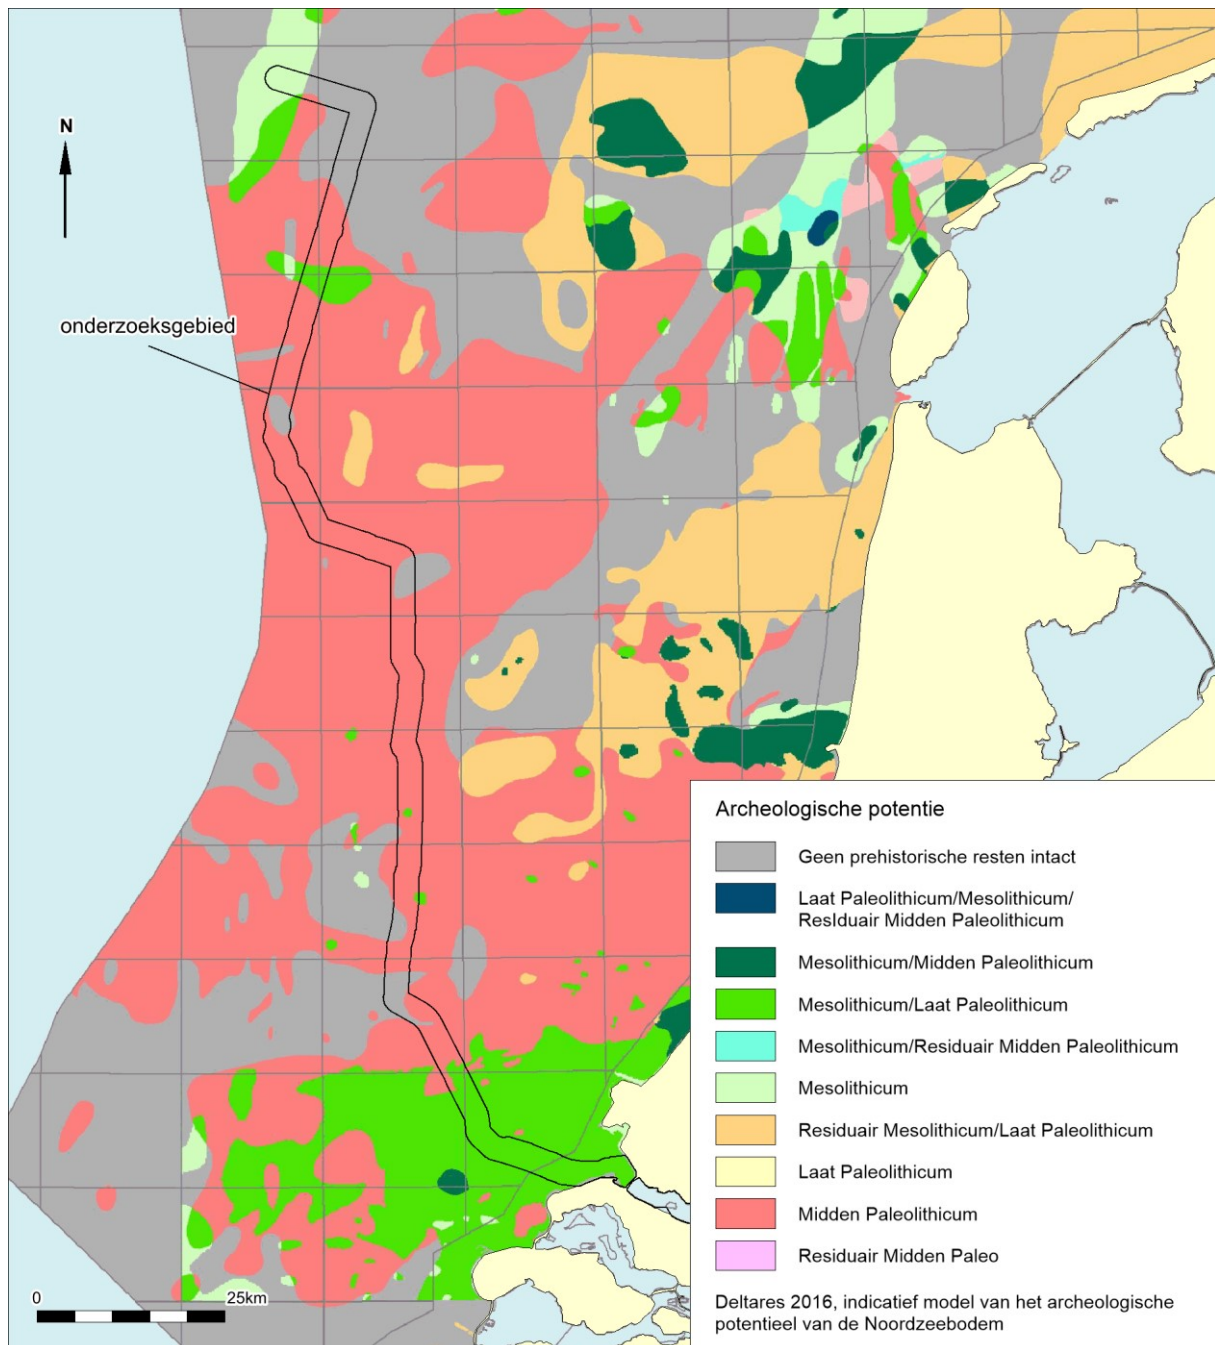 N
onderzoeksgebied
Archeologische potentie
Geen prehistorische resten intact
Laat Paleolithicum/Mesolithicum/
Residuair Midden Paleolithicum
Mesolithicum/Midden Paleolithicum
Mesolithicum/Laat Paleolithicum
Mesolithicum/Residuair Midden Paleolithicum
Mesolithicum
Residuair Mesolithicum/Laat Paleolithicum
Laat Paleolithicum
Midden Paleolithicum
Residuair Midden Paleo
Deltares 2016, indicatief model van het archeologische
potentieel van de Noordzeebodem
0 25km